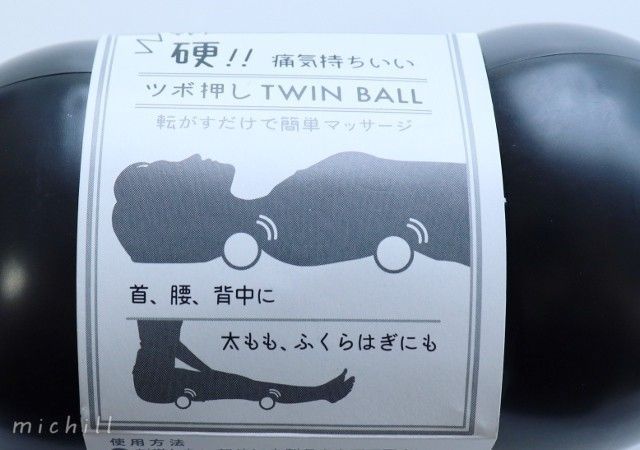 硬!! 痛気持ちいい
ツボ押し TWIN BALL
転がすだけで簡単マッサージ
首、腰、背中に
太もも、ふくらはぎにも
michill
使用方法